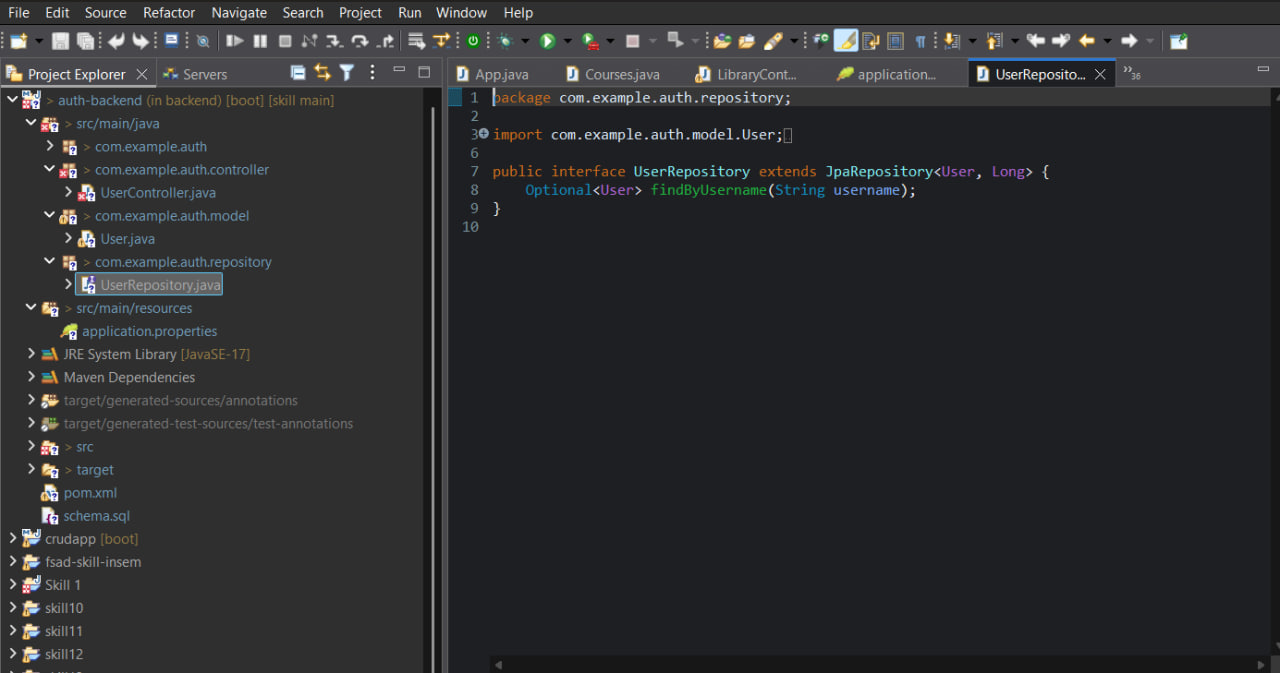 File Edit Source Refactor Navigate Search Project Run Window Help
Project Explorer Servers
App.java Courses.java LibraryCont... application... UserReposito... »36
> auth-backend (in backend) [boot] [skill main]
> src/main/java
> com.example.auth
> com.example.auth.controller
UserController.java
> com.example.auth.model
User.java
> com.example.auth.repository
UserRepository.java
> src/main/resources
application.properties
JRE System Library [JavaSE-17]
Maven Dependencies
target/generated-sources/annotations
target/generated-test-sources/test-annotations
> src
> target
pom.xml
schema.sql
crudapp [boot]
fsad-skill-insem
Skill 1
skill10
skill11
skill12
1 package com.example.auth.repository;
2
3 import com.example.auth.model.User;
6
7 public interface UserRepository extends JpaRepository<User, Long> {
8     Optional<User> findByUsername(String username);
9 }
10